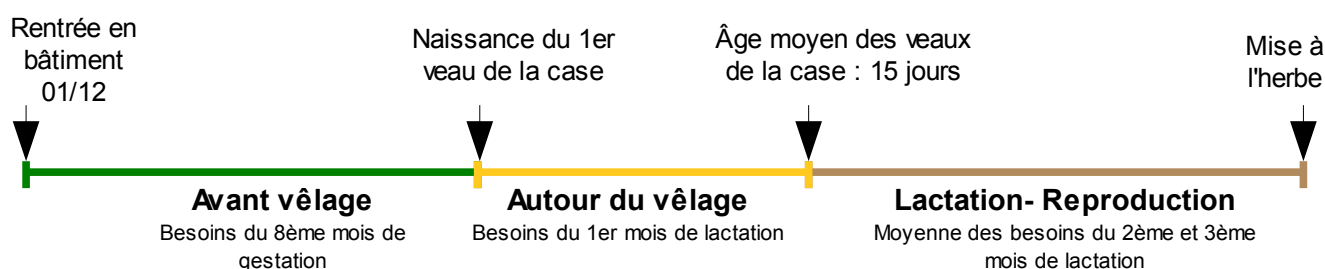 Rentrée en
bâtiment
01/12
Naissance du 1er
veau de la case
Âge moyen des veaux
de la case : 15 jours
Mise à
l'herbe
Avant vêlage
Besoins du 8ème mois de
gestation
Autour du vêlage
Besoins du 1er mois de lactation
Lactation- Reproduction
Moyenne des besoins du 2ème et 3ème
mois de lactation